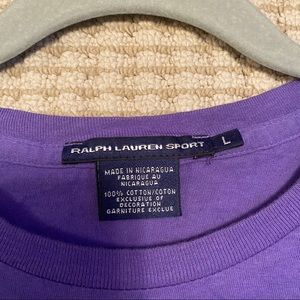 RALPH LAUREN SPORT
L
MADE IN NICARAGUA
FABRIQUE AU
NICARAGUA
100% COTTON/COTON
EXCLUSIVE OF
DECORATION
GARNITURE EXCLUE